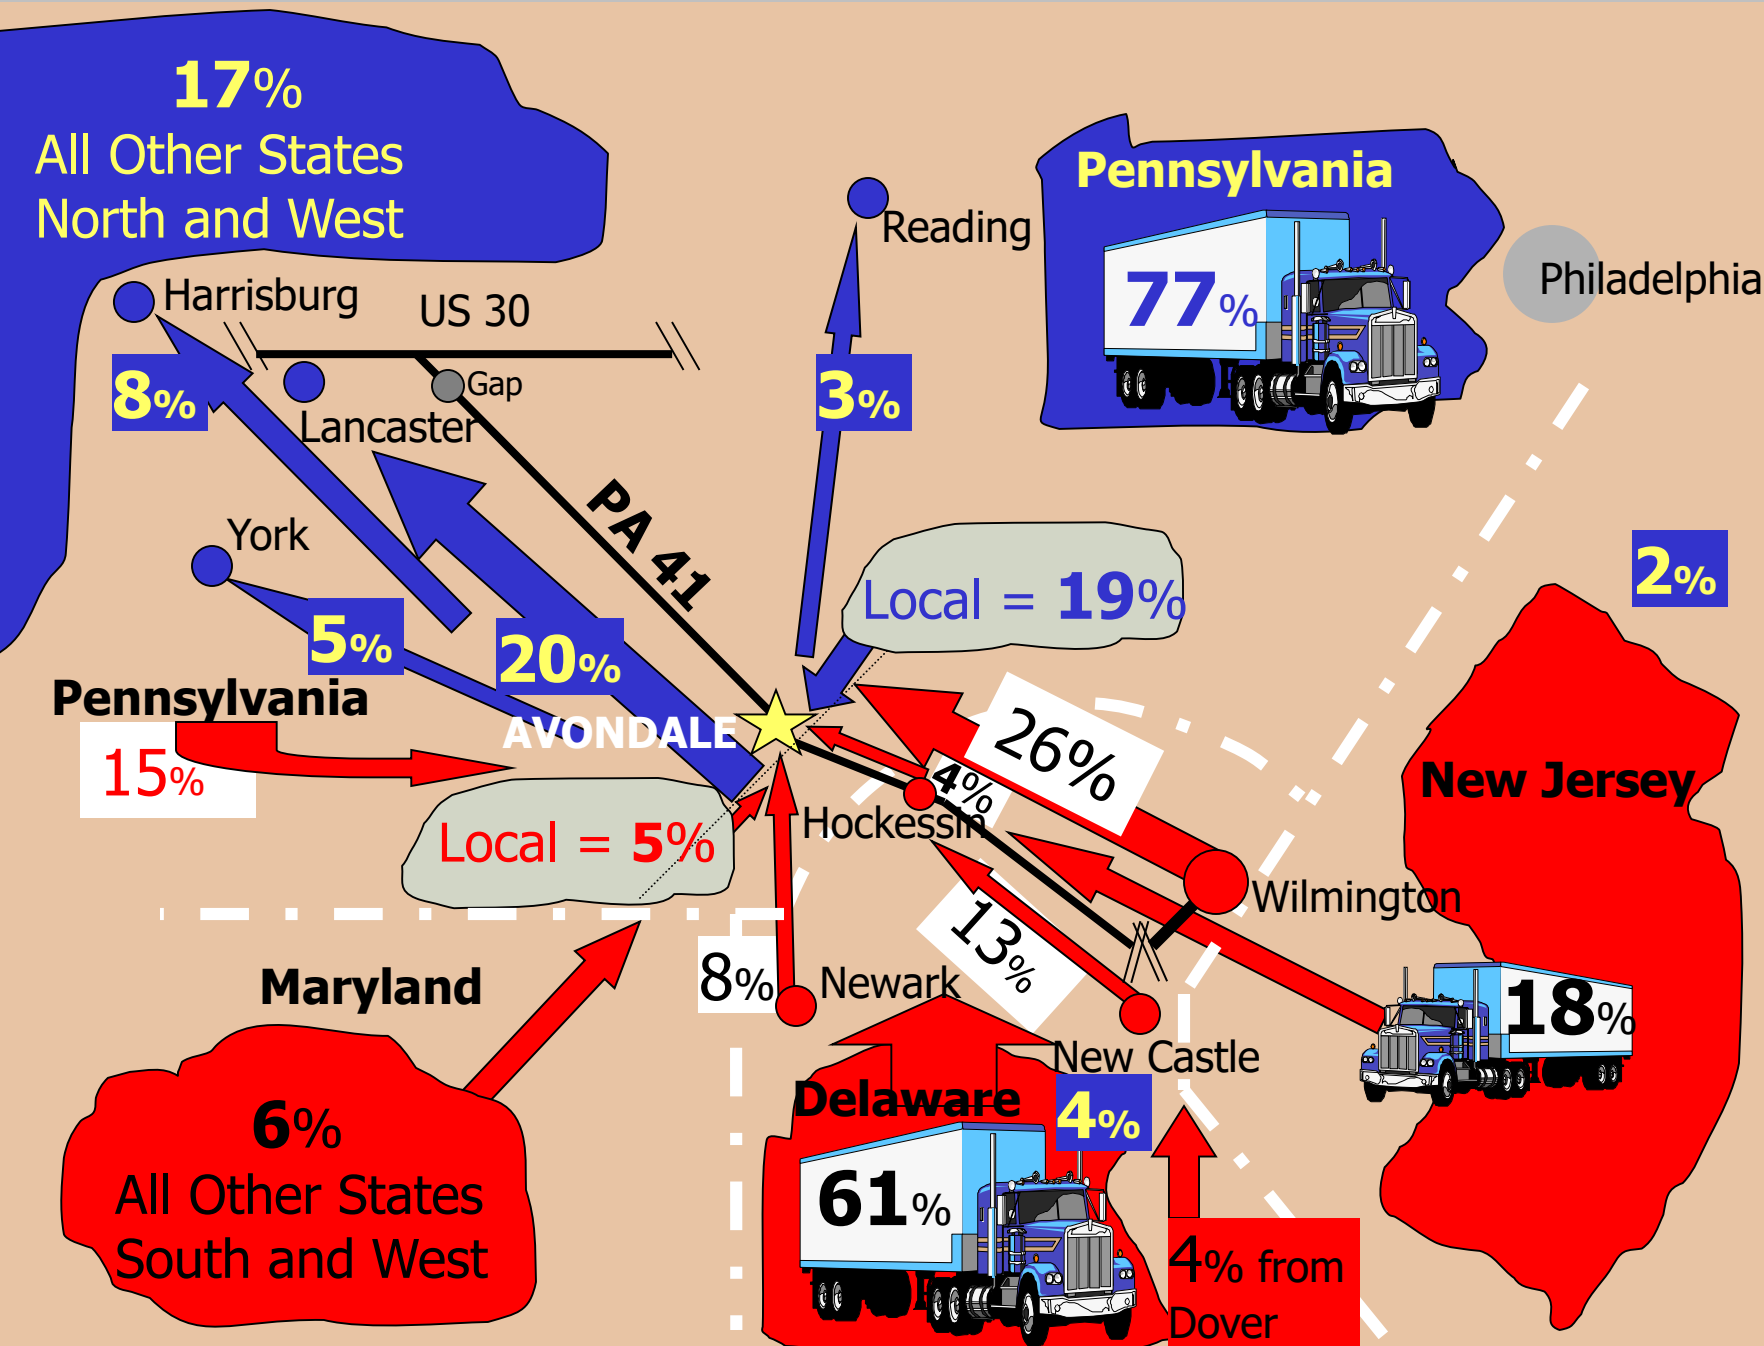 17%
All Other States
North and West
Pennsylvania
77%
Philadelphia
Reading
Harrisburg
US 30
8%
Gap
Lancaster
3%
PA 41
York
5%
20%
Local = 19%
2%
Pennsylvania
15%
AVONDALE
26%
4%
Hockessin
New Jersey
Local = 5%
Wilmington
13%
Maryland
8%
Newark
18%
New Castle
Delaware
4%
6%
All Other States
South and West
61%
4% from
Dover